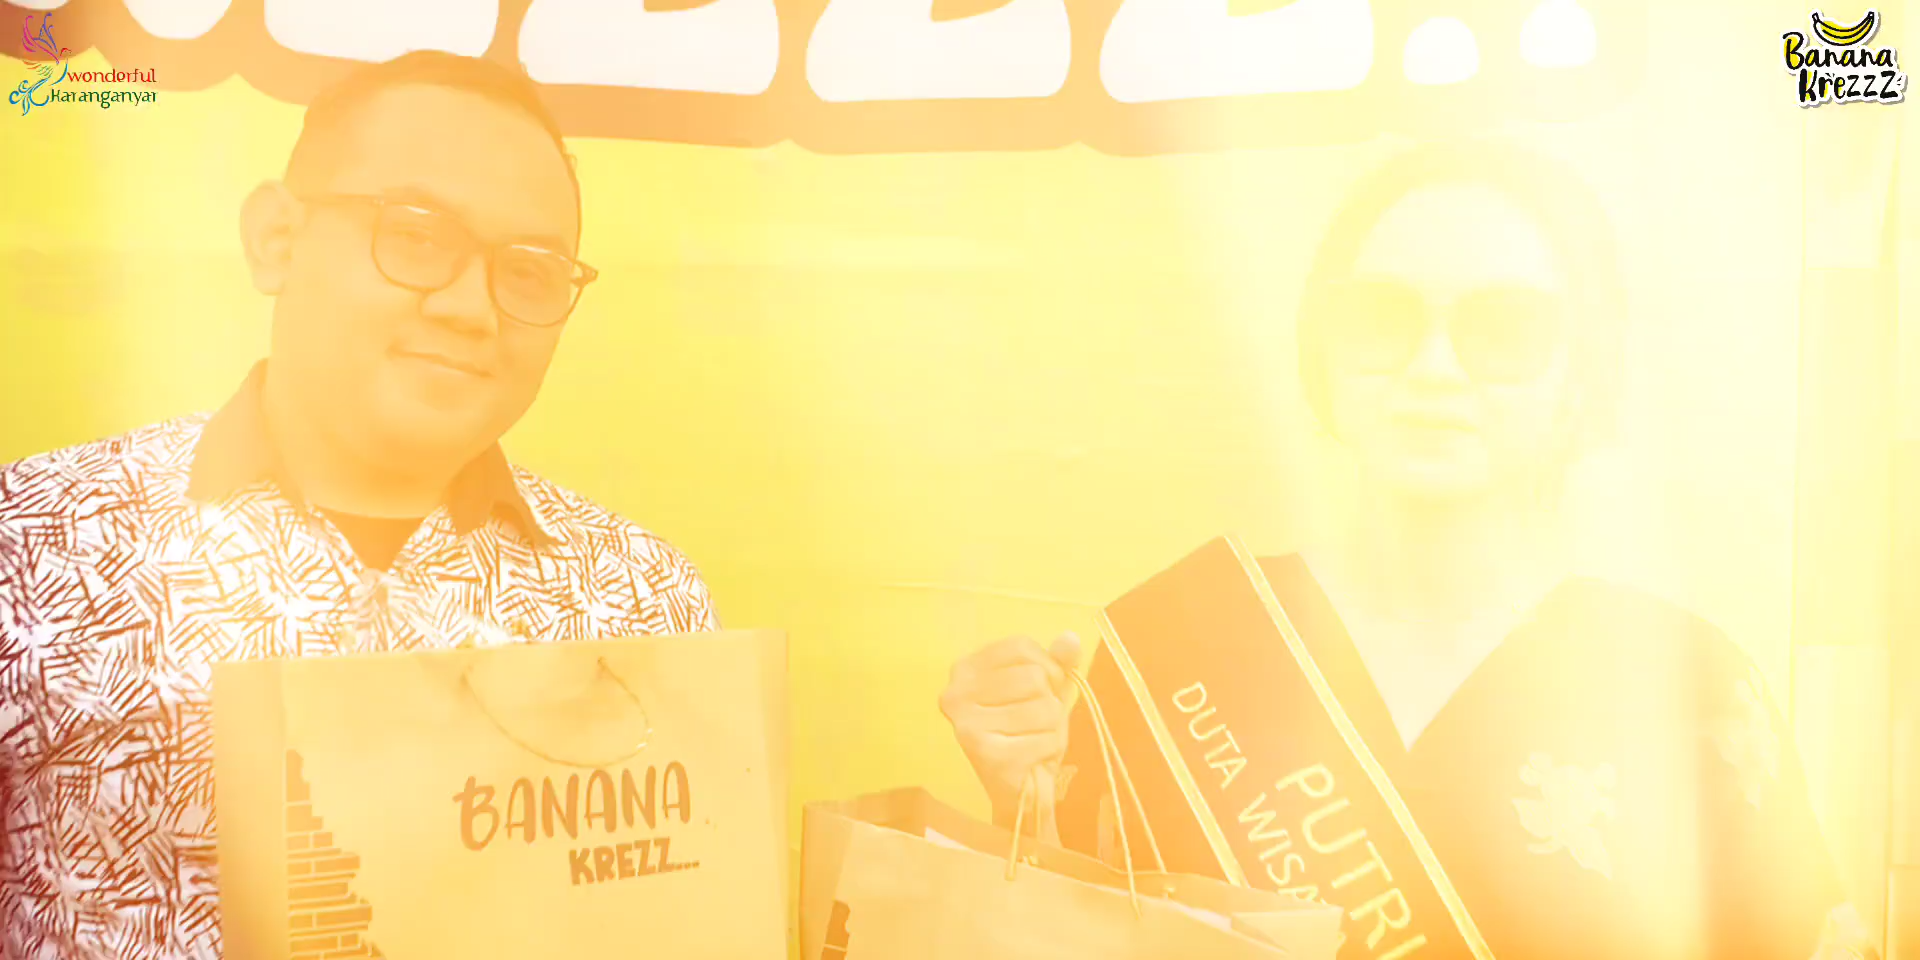 wonderful
Karanganyar
Banana
Krezzz
BANANA
KREZZ...
DUTA WISA
PUTRI